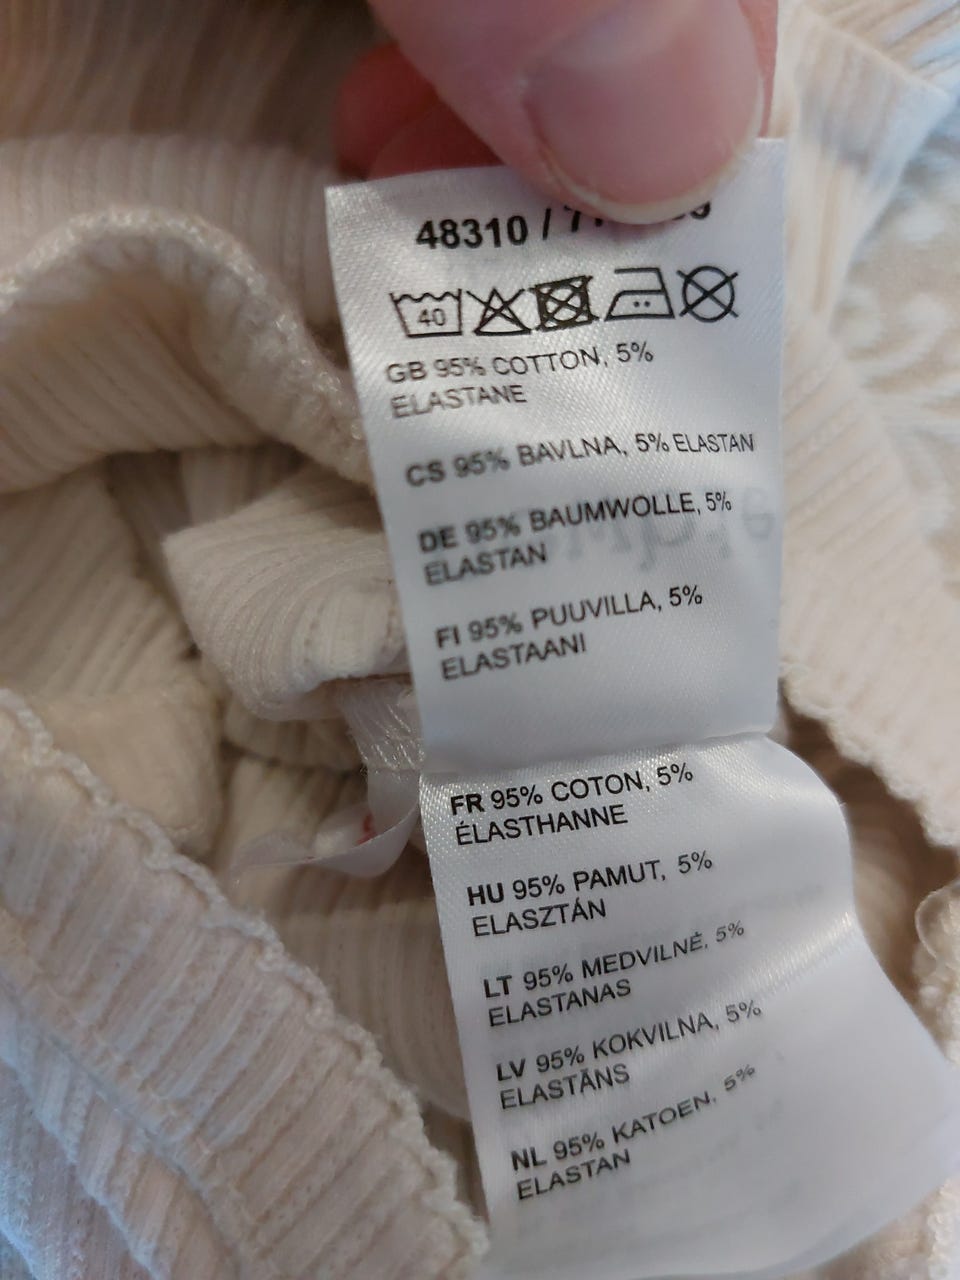 48310 /
40
GB 95% COTTON, 5%
ELASTANE
CS 95% BAVLNA, 5% ELASTAN
DE 95% BAUMWOLLE, 5%
ELASTAN
FI 95% PUUVILLA, 5%
ELASTAANI
FR 95% COTON, 5%
ÉLASTHANNE
HU 95% PAMUT, 5%
ELASZTÁN
LT 95% MEDVILNĖ, 5%
ELASTANAS
LV 95% KOKVILNA, 5%
ELASTĀNS
NL 95% KATOEN, 5%
ELASTAN